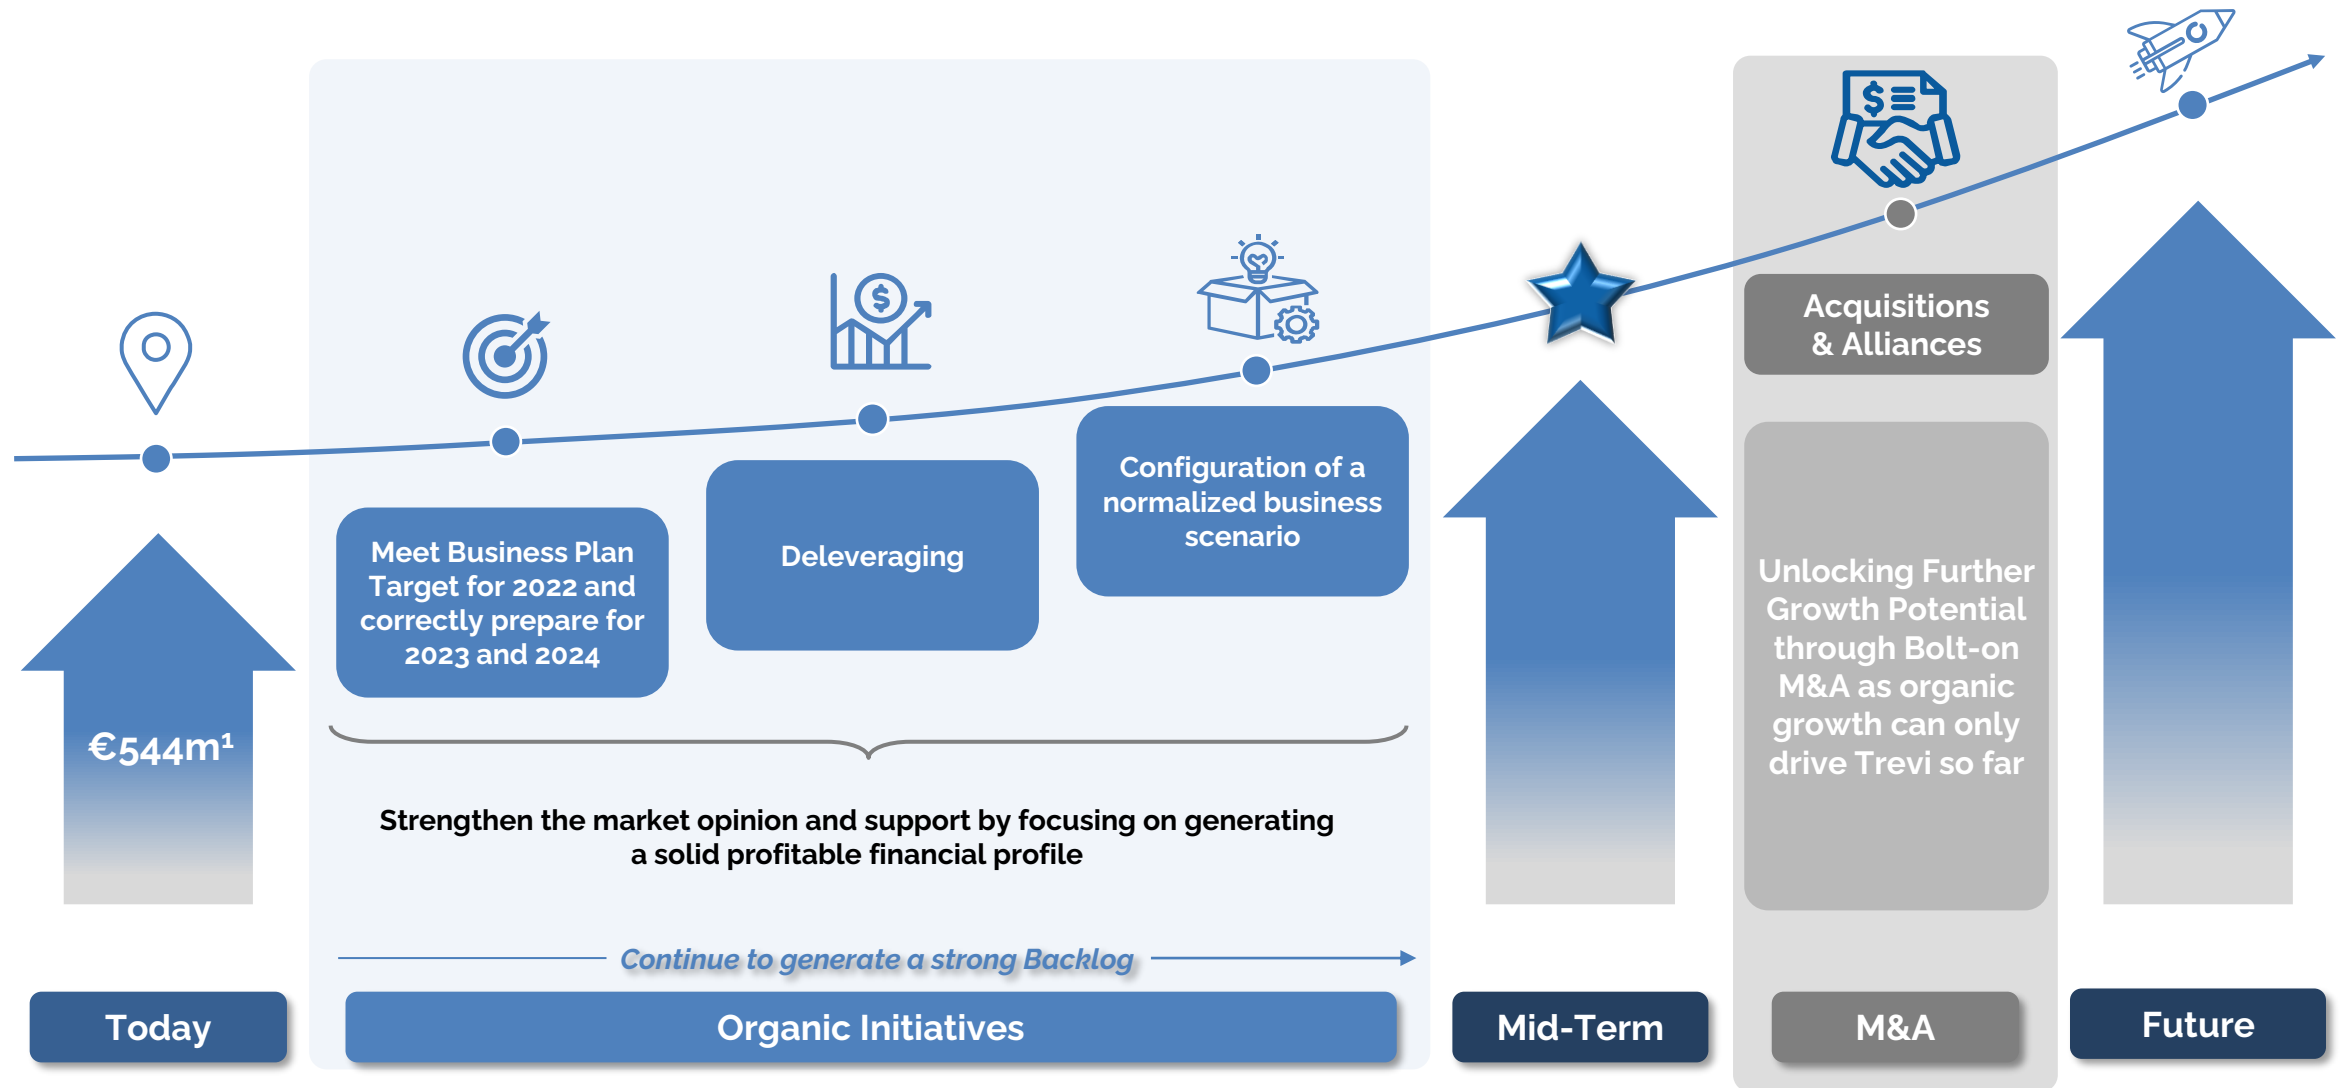 €544m¹
Meet Business Plan
Target for 2022 and
correctly prepare for
2023 and 2024
Deleveraging
Configuration of a
normalized business
scenario
Strengthen the market opinion and support by focusing on generating
a solid profitable financial profile
Continue to generate a strong Backlog
$
$
Acquisitions
& Alliances
Unlocking Further
Growth Potential
through Bolt-on
M&A as organic
growth can only
drive Trevi so far
Today
Organic Initiatives
Mid-Term
M&A
Future